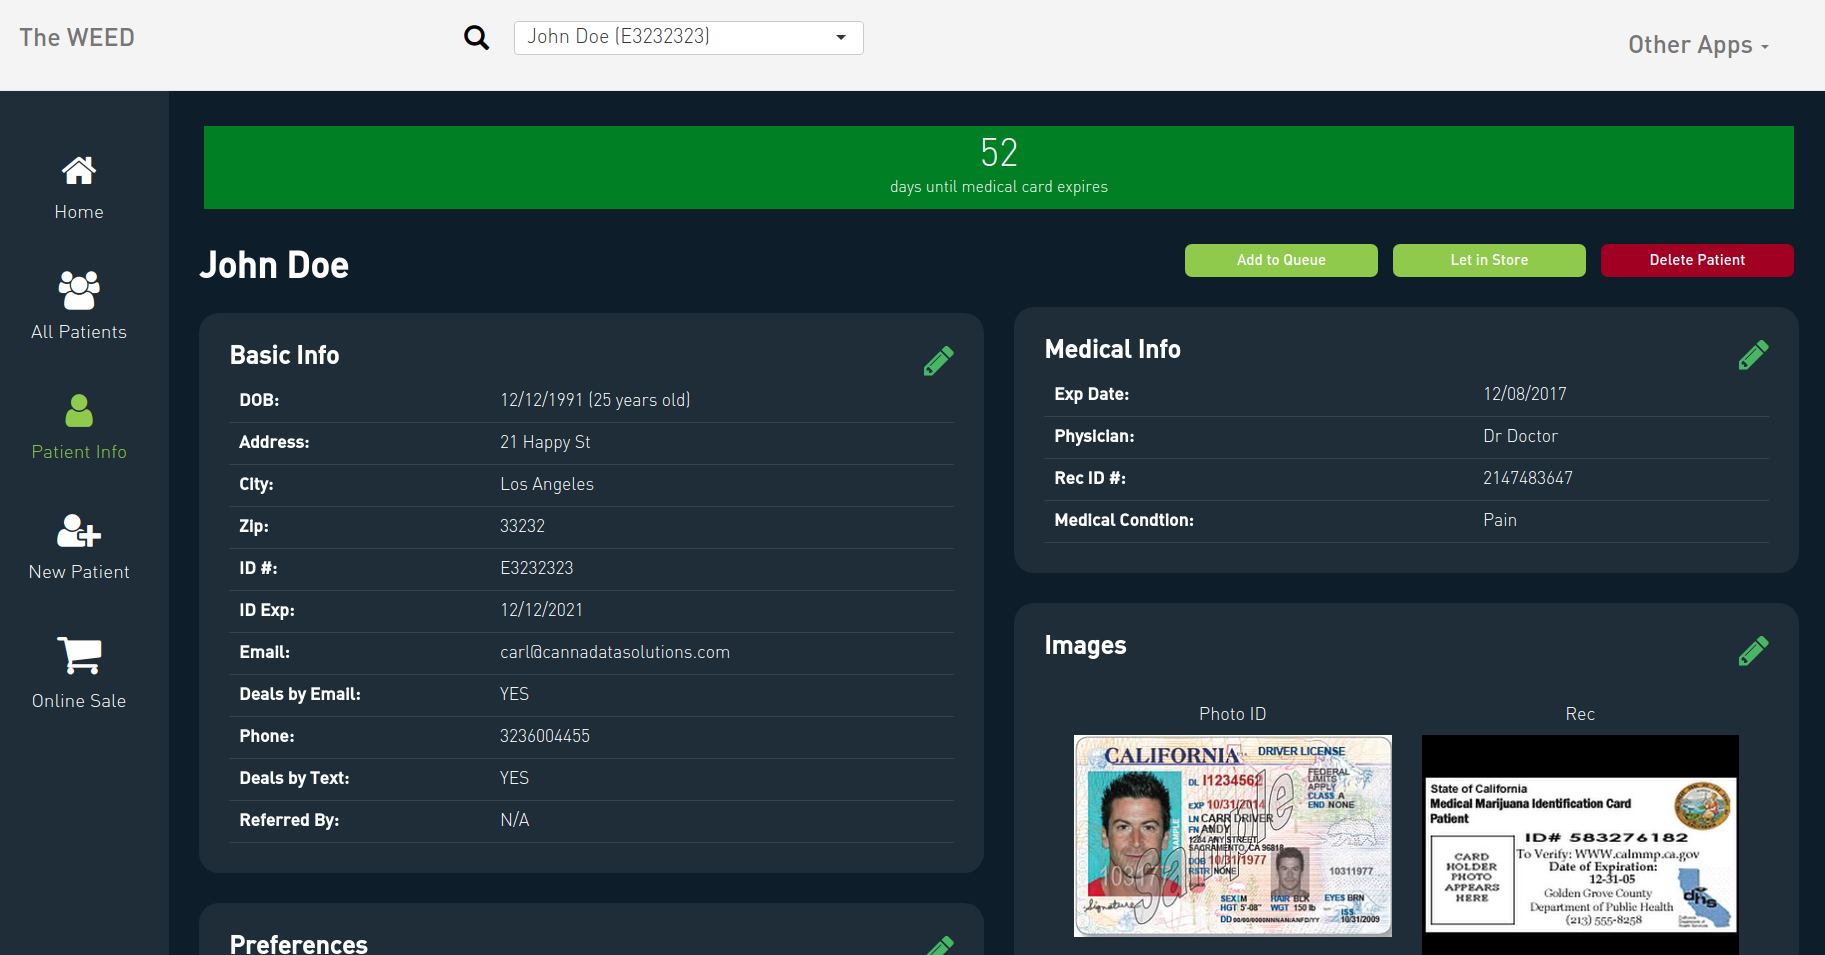 The WEED
John Doe (E3232323)
Other Apps
Home
All Patients
Patient Info
New Patient
Online Sale
52
days until medical card expires
John Doe
Add to Queue
Let in Store
Delete Patient
Basic Info
DOB: 12/12/1991 (25 years old)
Address: 21 Happy St
City: Los Angeles
Zip: 33232
ID #: E3232323
ID Exp: 12/12/2021
Email: carl@cannadatasolutions.com
Deals by Email: YES
Phone: 3236004455
Deals by Text: YES
Referred By: N/A
Preferences
Medical Info
Exp Date: 12/08/2017
Physician: Dr Doctor
Rec ID #: 2147483647
Medical Condtion: Pain
Images
Photo ID
CALIFORNIA DRIVER LICENSE
DL I1234562
FEDERAL
LIMITS
APPLY
CLASS A
END NONE
EXP 10/31/2014
LN CARR DRIVER
FN ANDY
1234 ANY STREET
SACRAMENTO, CA 96818
DOB 10/31/1977
RSTR NONE
10311977
SEX M HAIR BLK EYES BRN
HGT 5'-08" WGT 150 lb
ISS
10/31/2009
Signature
Sample
Rec
State of California
Medical Marijuana Identification Card
Patient
ID# 583276182
CARD
HOLDER
PHOTO
APPEARS
HERE
To Verify: WWW.calmmp.ca.gov
Date of Expiration:
12-31-05
Golden Grove County
Department of Public Health
(213) 555-8258
dhs